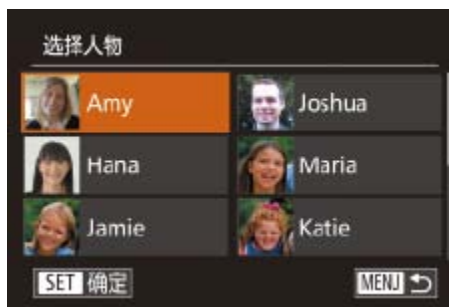 选择人物
Amy
Joshua
Hana
Maria
Jamie
Katie
SET 确定
MENU